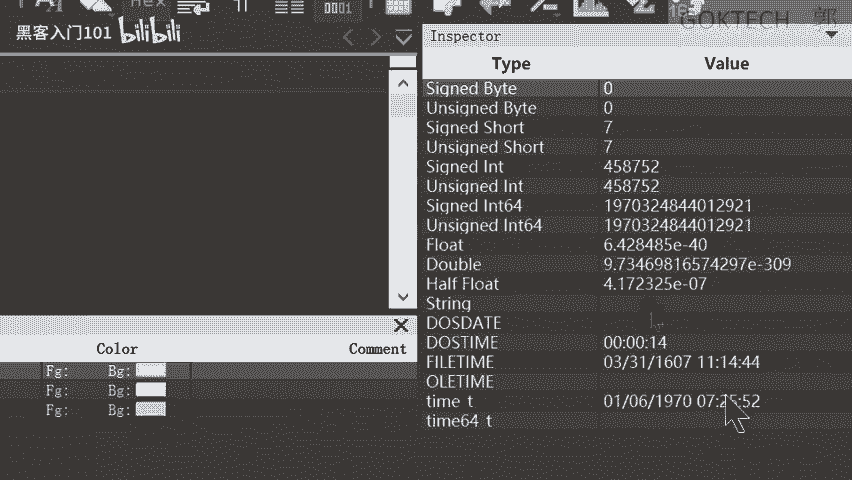 黑客入门101 bilibili
0001
GOKTECH
Inspector
Type Value
Signed Byte 0
Unsigned Byte 0
Signed Short 7
Unsigned Short 7
Signed Int 458752
Unsigned Int 458752
Signed Int64 1970324844012921
Unsigned Int64 1970324844012921
Float 6.428485e-40
Double 9.73469816574297e-309
Half Float 4.172325e-07
String
DOSDATE
DOSTIME 00:00:14
FILETIME 03/31/1607 11:14:44
OLETIME
time_t 01/06/1970 07:25:52
time64_t
Color Comment
Fg: Bg:
Fg: Bg:
Fg: Bg: